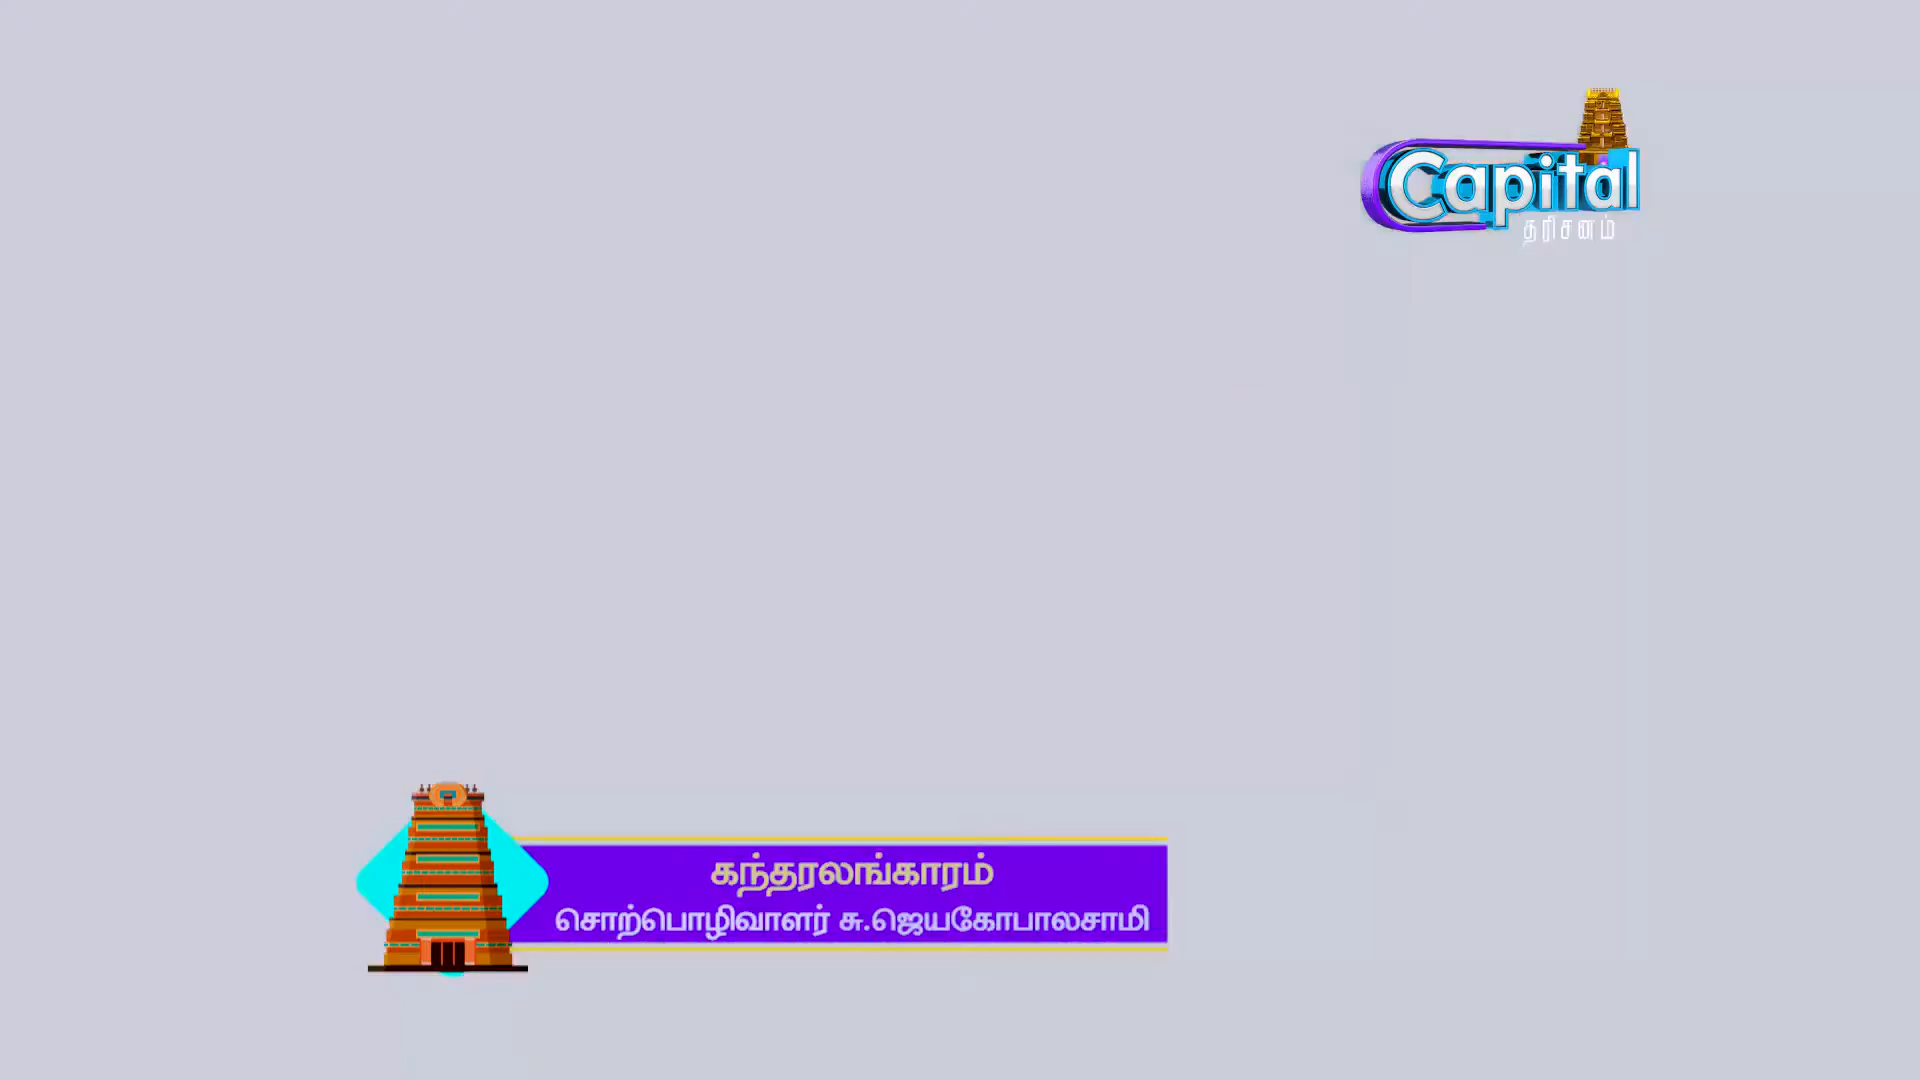 Capital
தரிசனம்
கந்தரலங்காரம்
சொற்பொழிவாளர் சு.ஜெயகோபாலசாமி